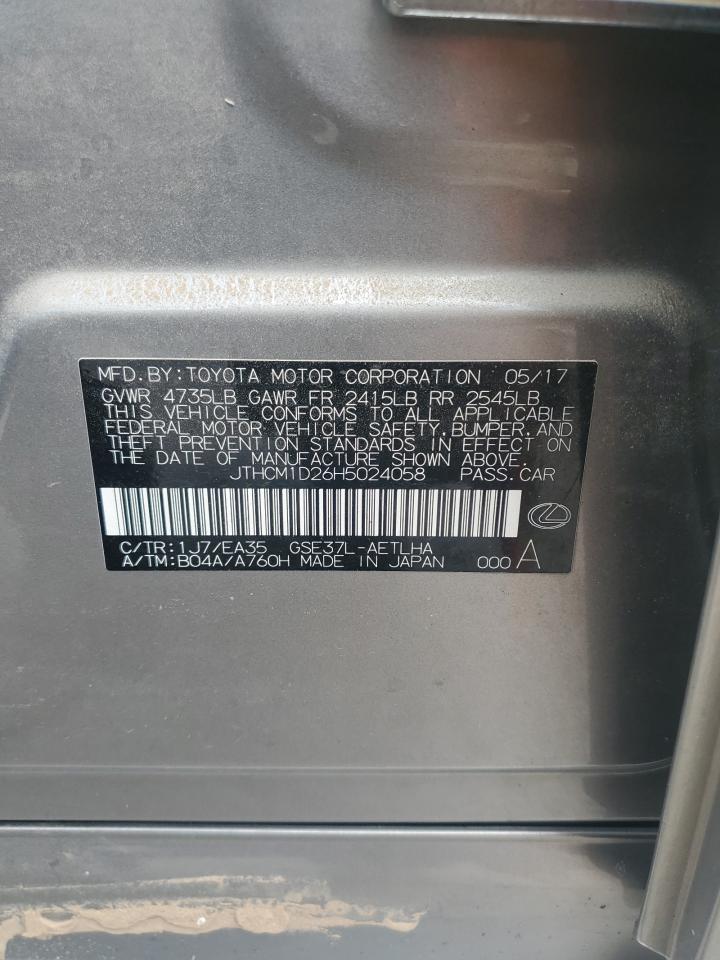 MFD. BY: TOYOTA MOTOR CORPORATION 05/17
GVWR 4735LB GAWR FR 2415LB RR 2545LB
THIS VEHICLE CONFORMS TO ALL APPLICABLE
FEDERAL MOTOR VEHICLE SAFETY, BUMPER, AND
THEFT PREVENTION STANDARDS IN EFFECT ON
THE DATE OF MANUFACTURE SHOWN ABOVE.
JTHCM1D26H5024058 PASS. CAR
C/TR: 1J7/EA35 GSE37L-AETLHA
A/TM: B04A/A760H MADE IN JAPAN 000 A